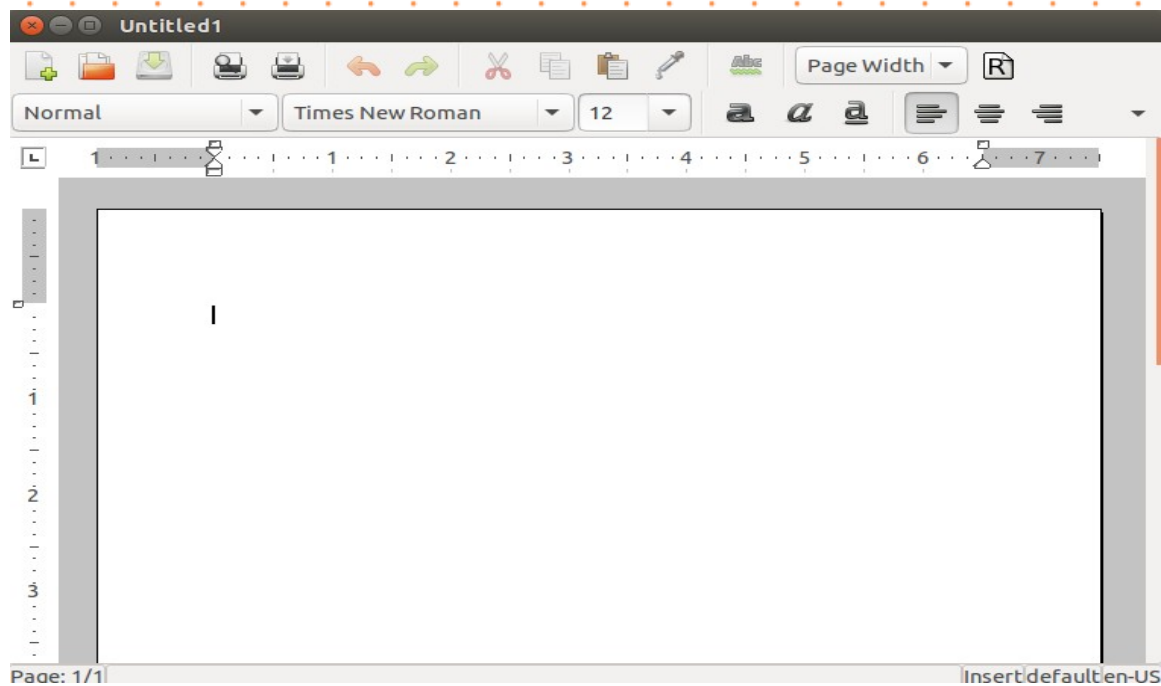 Untitled1
Abc Page Width R
Normal Times New Roman 12 a a a
L 1 1 2 3 4 5 6 7
1
2
3
Page: 1/1 Insert default en-US